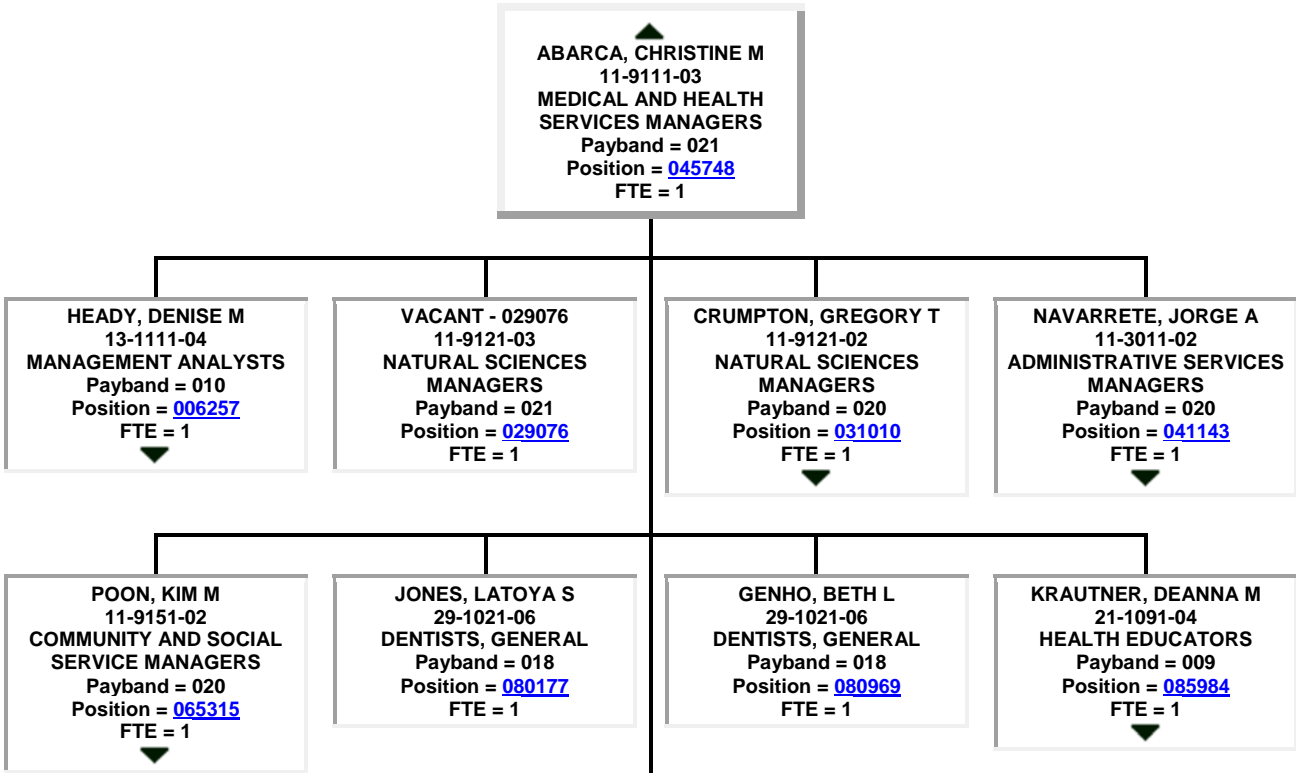 ABARCA, CHRISTINE M
11-9111-03
MEDICAL AND HEALTH
SERVICES MANAGERS
Payband = 021
Position = 045748
FTE = 1
HEADY, DENISE M
13-1111-04
MANAGEMENT ANALYSTS
Payband = 010
Position = 006257
FTE = 1
VACANT - 029076
11-9121-03
NATURAL SCIENCES
MANAGERS
Payband = 021
Position = 029076
FTE = 1
CRUMPTON, GREGORY T
11-9121-02
NATURAL SCIENCES
MANAGERS
Payband = 020
Position = 031010
FTE = 1
NAVARRETE, JORGE A
11-3011-02
ADMINISTRATIVE SERVICES
MANAGERS
Payband = 020
Position = 041143
FTE = 1
POON, KIM M
11-9151-02
COMMUNITY AND SOCIAL
SERVICE MANAGERS
Payband = 020
Position = 065315
FTE = 1
JONES, LATOYA S
29-1021-06
DENTISTS, GENERAL
Payband = 018
Position = 080177
FTE = 1
GENHO, BETH L
29-1021-06
DENTISTS, GENERAL
Payband = 018
Position = 080969
FTE = 1
KRAUTNER, DEANNA M
21-1091-04
HEALTH EDUCATORS
Payband = 009
Position = 085984
FTE = 1